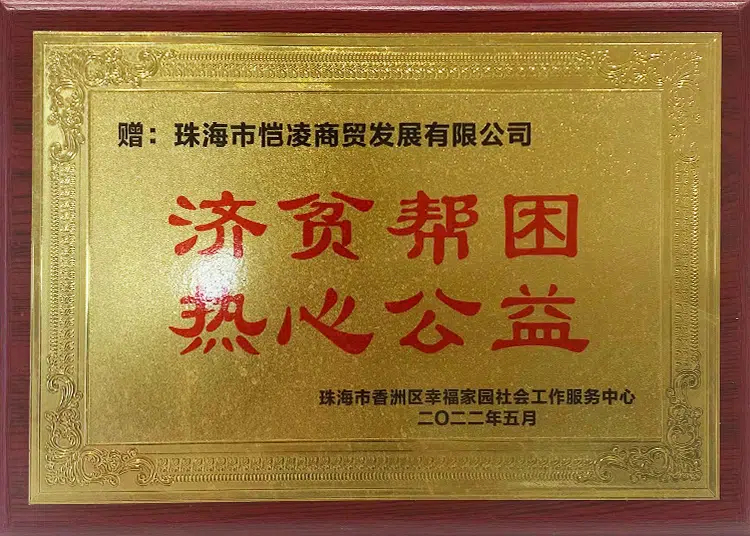 赠：珠海市恺凌商贸发展有限公司
济贫帮困
热心公益
珠海市香洲区幸福家园社会工作服务中心
二〇二二年五月